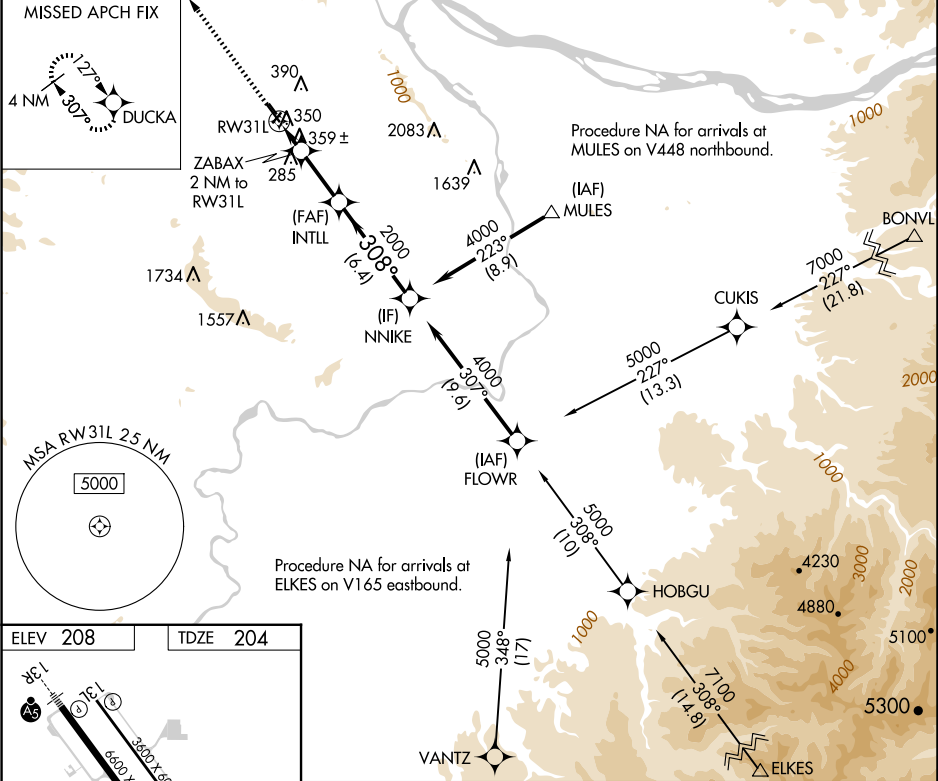 MISSED APCH FIX
127°
4 NM
307°
DUCKA
390
350
RW31L
359 ±
ZABAX
2 NM to
RW31L
285
(FAF)
INTLL
1000
2083
1639
Procedure NA for arrivals at
MULES on V448 northbound.
1000
(IAF)
MULES
4000
223°
(8.9)
2000
308°
(6.4)
(IF)
NNIKE
1734
1557
BONVL
7000
227°
(21.8)
CUKIS
5000
227°
(13.3)
2000
4000
307°
(9.6)
(IAF)
FLOWR
MSA RW31L 25 NM
5000
1000
5000
308°
(10)
HOBGU
Procedure NA for arrivals at
ELKES on V165 eastbound.
4230
3000
2000
4880
5100
4000
5300
1000
5000
348°
(17)
VANTZ
7100
308°
(14.8)
ELKES
ELEV 208
TDZE 204
13R
13L
A5
P
P
6600 X